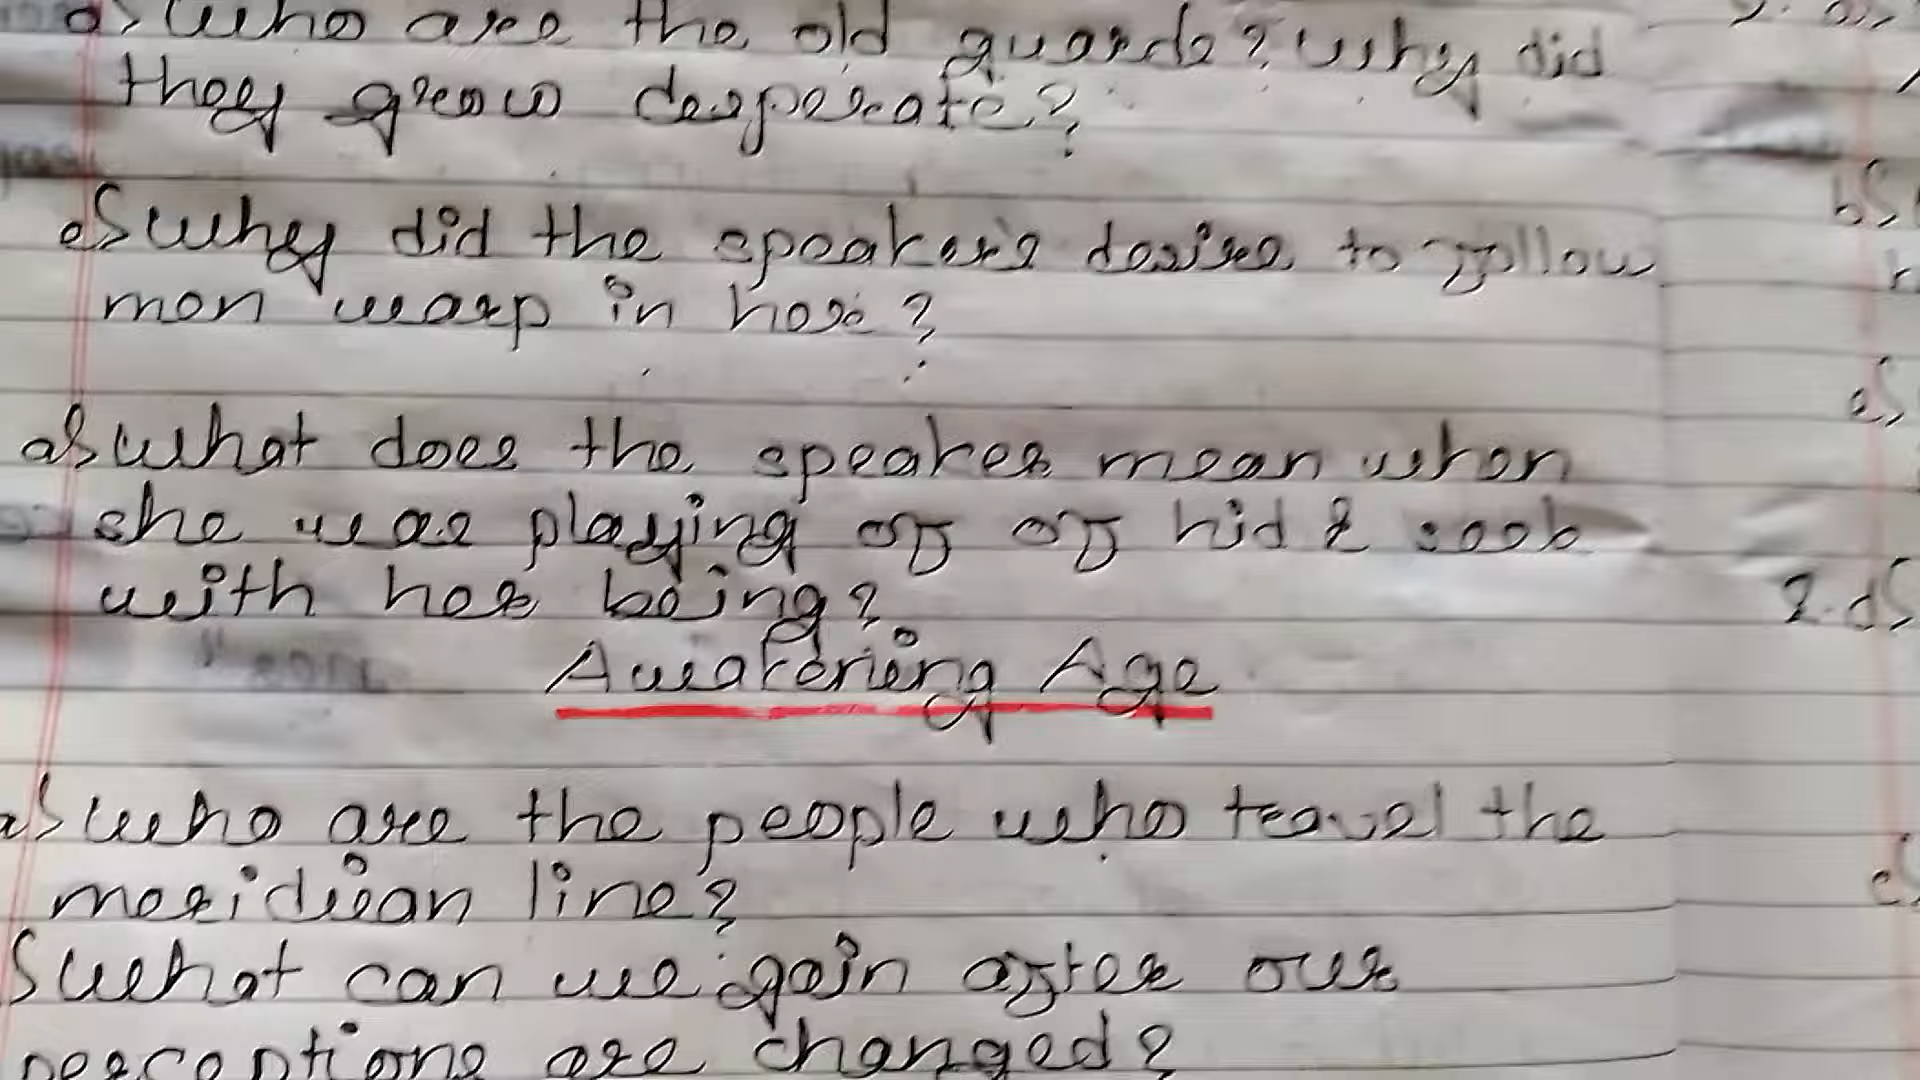 a) Who are the old guards? Why did
they grow desperate?
c) Why did the speaker's desire to follow
men warp in her?
a) What does the speaker mean when
she was playing of of hid & seek
with her being?
Awakening Age
a) Who are the people who travel the
meridiean line?
What can we gain after our
perceptions are changed?
b)
c)
2. d)
c)